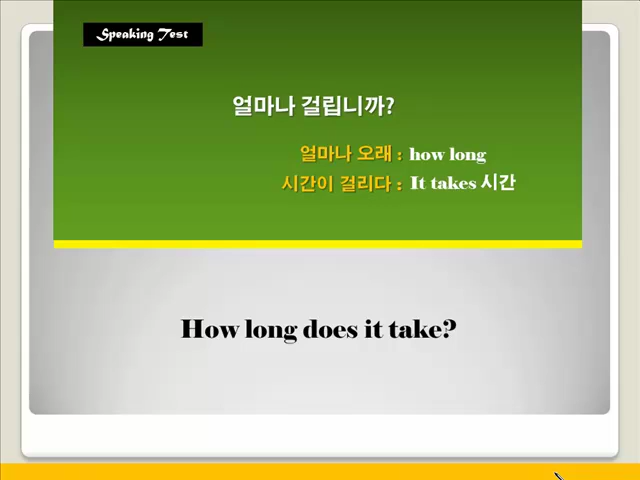 Speaking Test
얼마나 걸립니까?
얼마나 오래 : how long
시간이 걸리다 : It takes 시간
How long does it take?